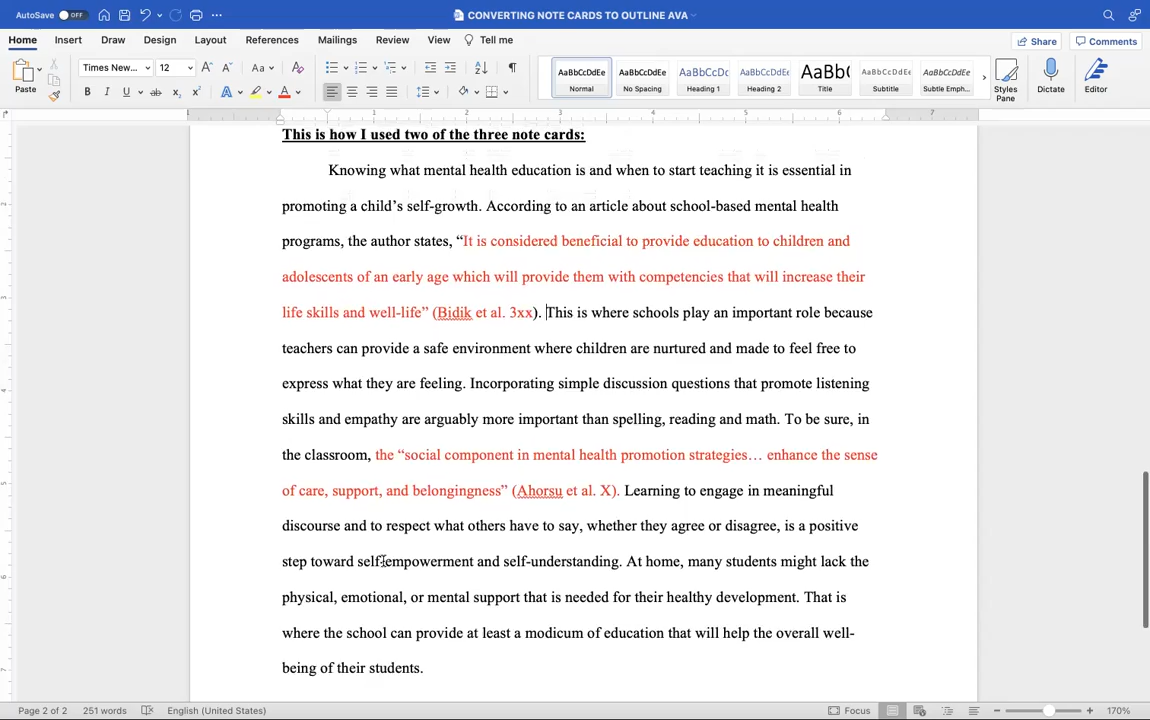 AutoSave OFF
CONVERTING NOTE CARDS TO OUTLINE AVA
Home Insert Draw Design Layout References Mailings Review View Tell me
Share Comments
Paste
Times New... 12
AaBbCcDdEe AaBbCcDdEe AaBbCcDc AaBbCcDdEe AaBb( AaBbCcDdEe AaBbCcDdEe
Normal No Spacing Heading 1 Heading 2 Title Subtitle Subtle Emph...
Styles Pane
Dictate
Editor
1 1 2 3 4 5 6 7
This is how I used two of the three note cards:
Knowing what mental health education is and when to start teaching it is essential in
promoting a child’s self-growth. According to an article about school-based mental health
programs, the author states, “It is considered beneficial to provide education to children and
adolescents of an early age which will provide them with competencies that will increase their
life skills and well-life” (Bidik et al. 3xx). This is where schools play an important role because
teachers can provide a safe environment where children are nurtured and made to feel free to
express what they are feeling. Incorporating simple discussion questions that promote listening
skills and empathy are arguably more important than spelling, reading and math. To be sure, in
the classroom, the “social component in mental health promotion strategies… enhance the sense
of care, support, and belongingness” (Ahorsu et al. X). Learning to engage in meaningful
discourse and to respect what others have to say, whether they agree or disagree, is a positive
step toward self-empowerment and self-understanding. At home, many students might lack the
physical, emotional, or mental support that is needed for their healthy development. That is
where the school can provide at least a modicum of education that will help the overall well-
being of their students.
Page 2 of 2 251 words English (United States)
Focus 170%